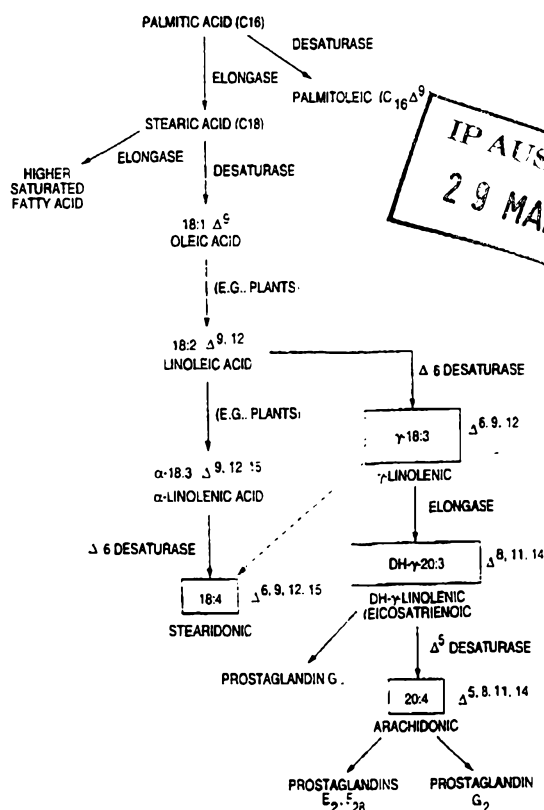 PALMITIC ACID (C16)
DESATURASE
ELONGASE
PALMITOLEIC (C16 Δ9
STEARIC ACID (C18)
ELONGASE
DESATURASE
HIGHER
SATURATED
FATTY ACID
IP AUS
29 MA
18:1 Δ9
OLEIC ACID
(E.G., PLANTS
18:2 Δ9, 12
LINOLEIC ACID
Δ 6 DESATURASE
(E.G., PLANTS)
γ-18:3 Δ6, 9, 12
γ-LINOLENIC
α-18:3 Δ9, 12, 15
α-LINOLENIC ACID
ELONGASE
Δ 6 DESATURASE
DH-γ-20:3 Δ8, 11, 14
DH-γ-LINOLENIC
(EICOSATRIENOIC
18:4 Δ6, 9, 12, 15
STEARIDONIC
Δ5 DESATURASE
PROSTAGLANDIN G
20:4 Δ5, 8, 11, 14
ARACHIDONIC
PROSTAGLANDINS
E2,
PROSTAGLANDIN
G2